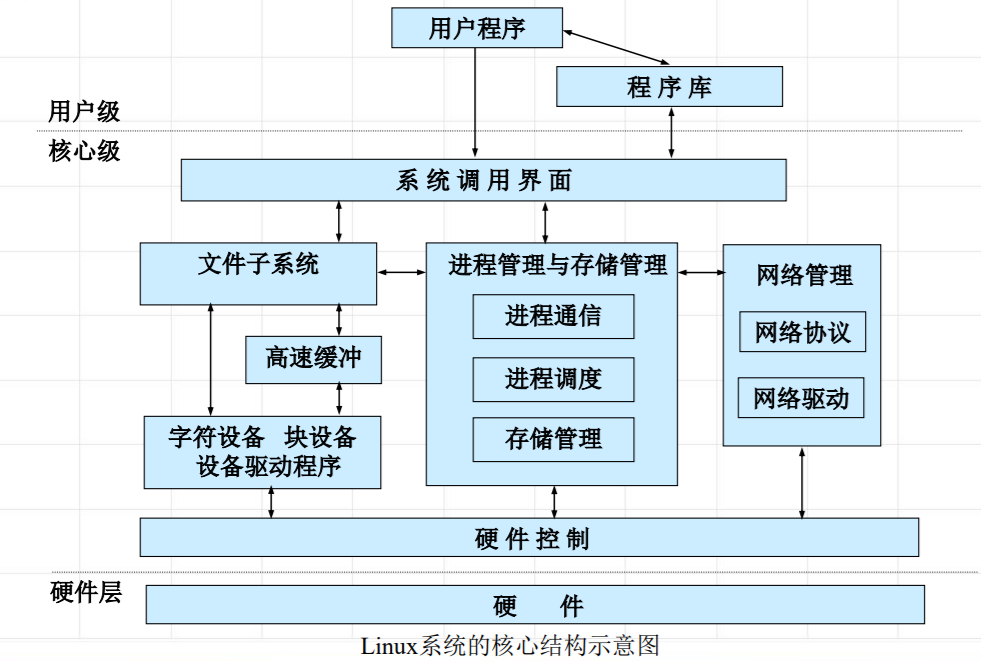 用户程序
程 序 库
用户级
核心级
系 统 调 用 界 面
文件子系统
进程管理与存储管理
网络管理
进程通信
网络协议
高速缓冲
进程调度
网络驱动
字符设备 块设备
设备驱动程序
存储管理
硬 件 控 制
硬件层
硬 件
Linux系统的核心结构示意图